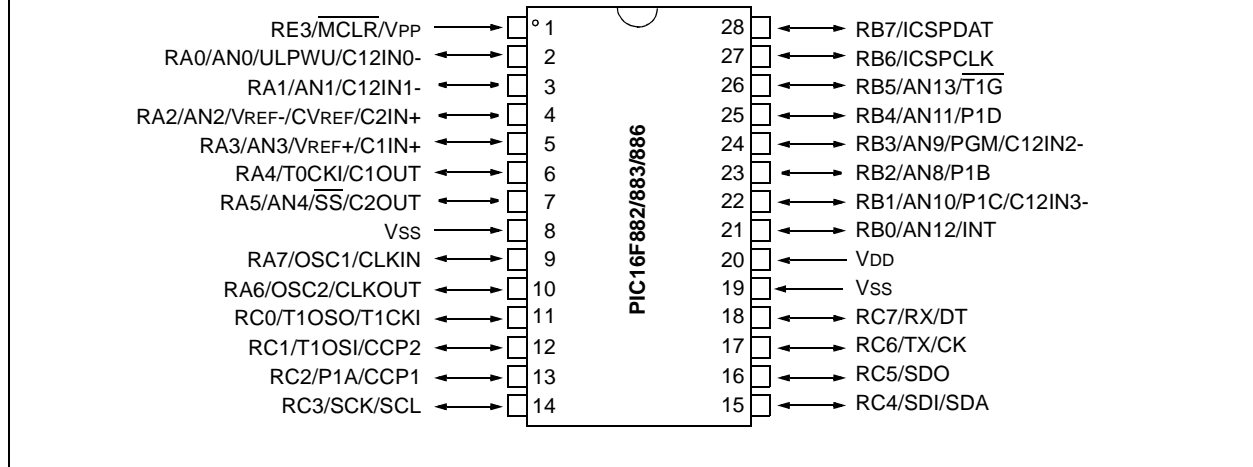 RE3/MCLR/VPP 1 28 RB7/ICSPDAT
RA0/AN0/ULPWU/C12IN0- 2 27 RB6/ICSPCLK
RA1/AN1/C12IN1- 3 26 RB5/AN13/T1G
RA2/AN2/VREF-/CVREF/C2IN+ 4 25 RB4/AN11/P1D
RA3/AN3/VREF+/C1IN+ 5 24 RB3/AN9/PGM/C12IN2-
RA4/T0CKI/C1OUT 6 23 RB2/AN8/P1B
RA5/AN4/SS/C2OUT 7 22 RB1/AN10/P1C/C12IN3-
VSS 8 21 RB0/AN12/INT
RA7/OSC1/CLKIN 9 20 VDD
RA6/OSC2/CLKOUT 10 19 VSS
RC0/T1OSO/T1CKI 11 18 RC7/RX/DT
RC1/T1OSI/CCP2 12 17 RC6/TX/CK
RC2/P1A/CCP1 13 16 RC5/SDO
RC3/SCK/SCL 14 15 RC4/SDI/SDA
PIC16F882/883/886